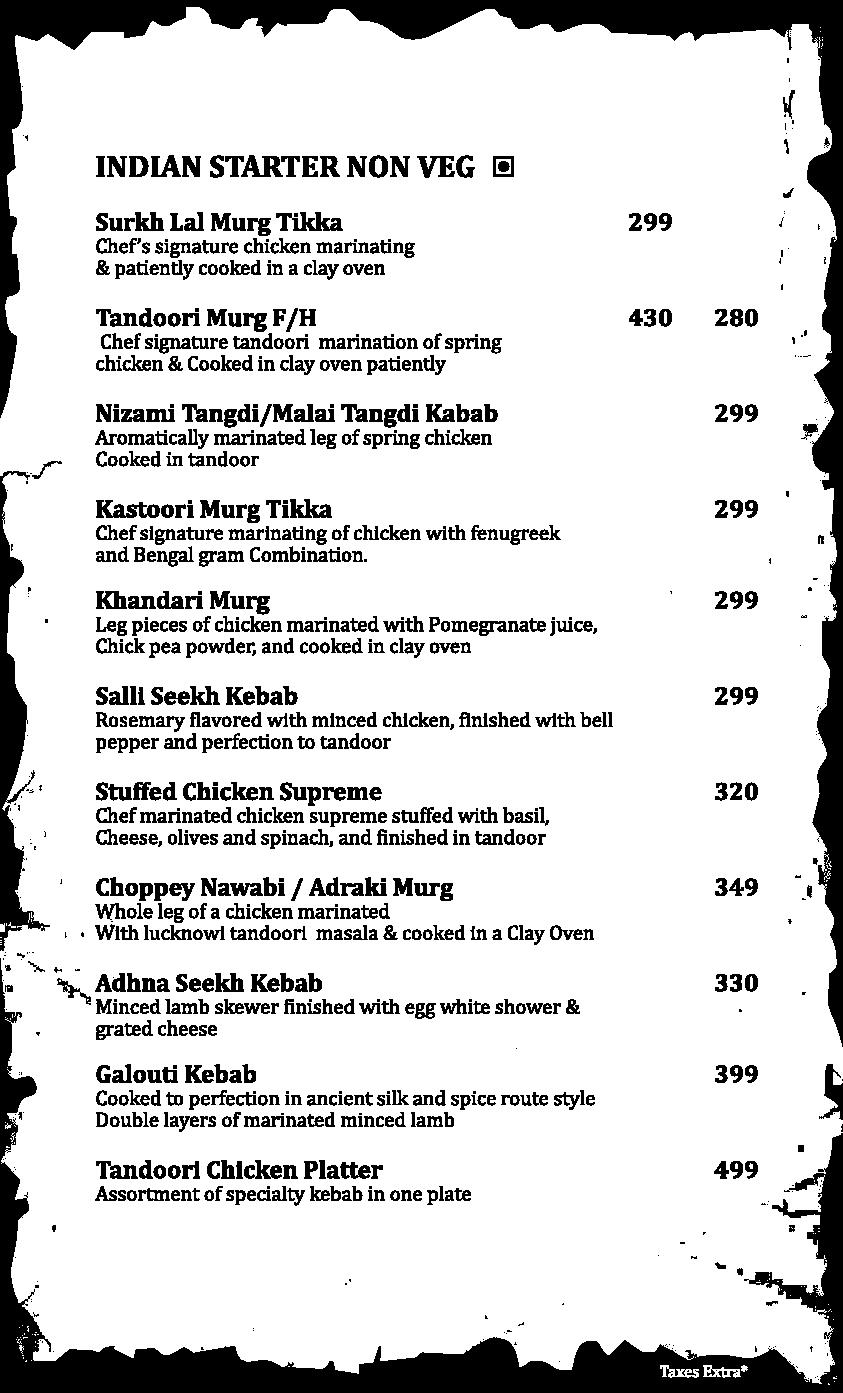 INDIAN STARTER NON VEG
Surkh Lal Murg Tikka 299
Chef's signature chicken marinating
& patiently cooked in a clay oven
Tandoori Murg F/H 430 280
Chef signature tandoori marination of spring
chicken & Cooked in clay oven patiently
Nizami Tangdi/Malai Tangdi Kabab 299
Aromatically marinated leg of spring chicken
Cooked in tandoor
Kastoori Murg Tikka 299
Chef signature marinating of chicken with fenugreek
and Bengal gram Combination.
Khandari Murg 299
Leg pieces of chicken marinated with Pomegranate juice,
Chick pea powder, and cooked in clay oven
Salli Seekh Kebab 299
Rosemary flavored with minced chicken, finished with bell
pepper and perfection to tandoor
Stuffed Chicken Supreme 320
Chef marinated chicken supreme stuffed with basil,
Cheese, olives and spinach, and finished in tandoor
Choppey Nawabi / Adraki Murg 349
Whole leg of a chicken marinated
With lucknowi tandoori masala & cooked in a Clay Oven
Adhna Seekh Kebab 330
Minced lamb skewer finished with egg white shower &
grated cheese
Galouti Kebab 399
Cooked to perfection in ancient silk and spice route style
Double layers of marinated minced lamb
Tandoori Chicken Platter 499
Assortment of specialty kebab in one plate
Taxes Extra*